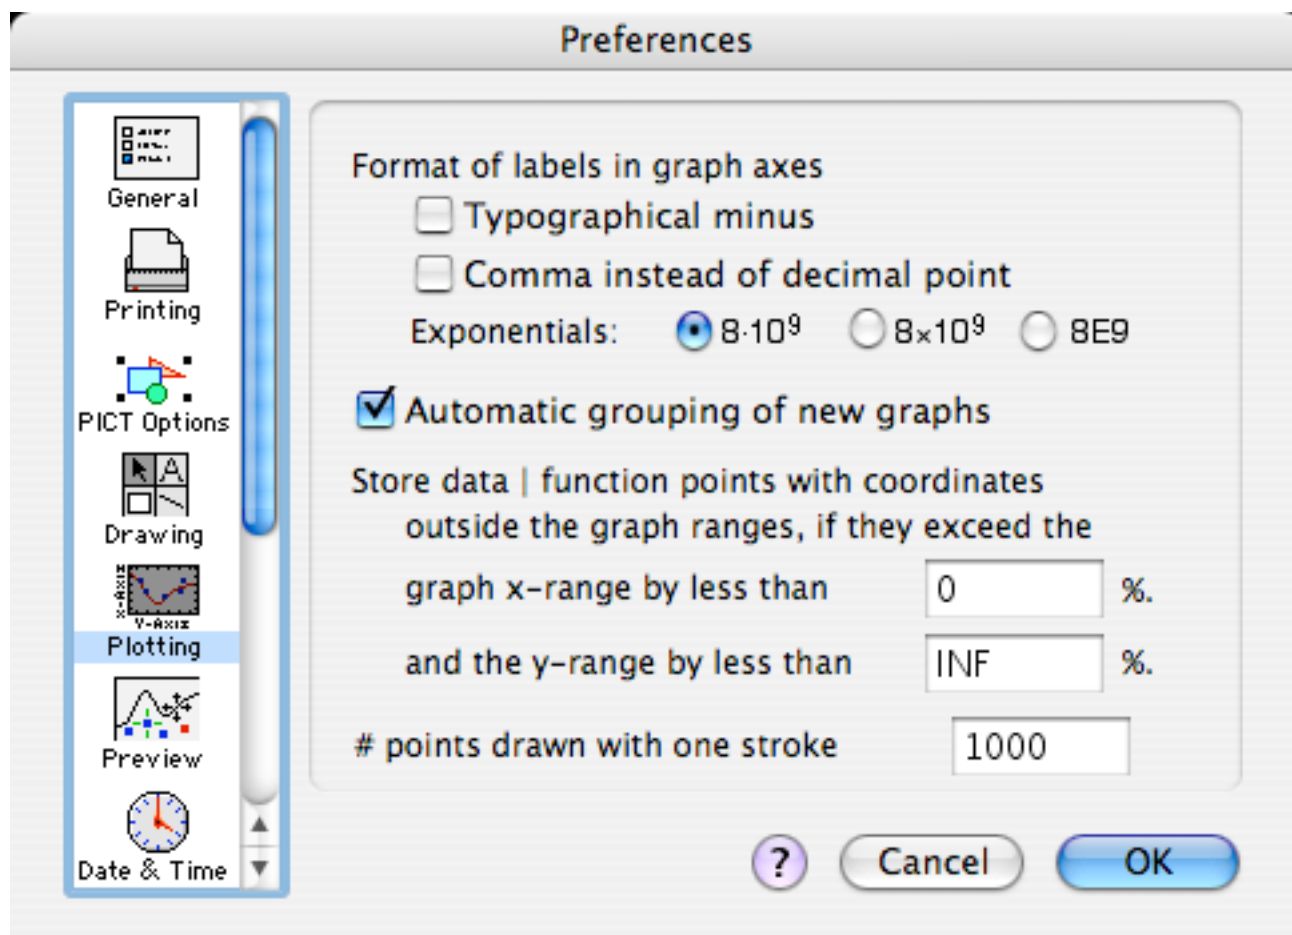 Preferences
General
Printing
PICT Options
Drawing
X-Axis
Y-Axis
Plotting
Preview
Date & Time
Format of labels in graph axes
Typographical minus
Comma instead of decimal point
Exponentials: 8·10⁹ 8×10⁹ 8E9
Automatic grouping of new graphs
Store data | function points with coordinates
outside the graph ranges, if they exceed the
graph x-range by less than 0 %.
and the y-range by less than INF %.
# points drawn with one stroke 1000
? Cancel OK